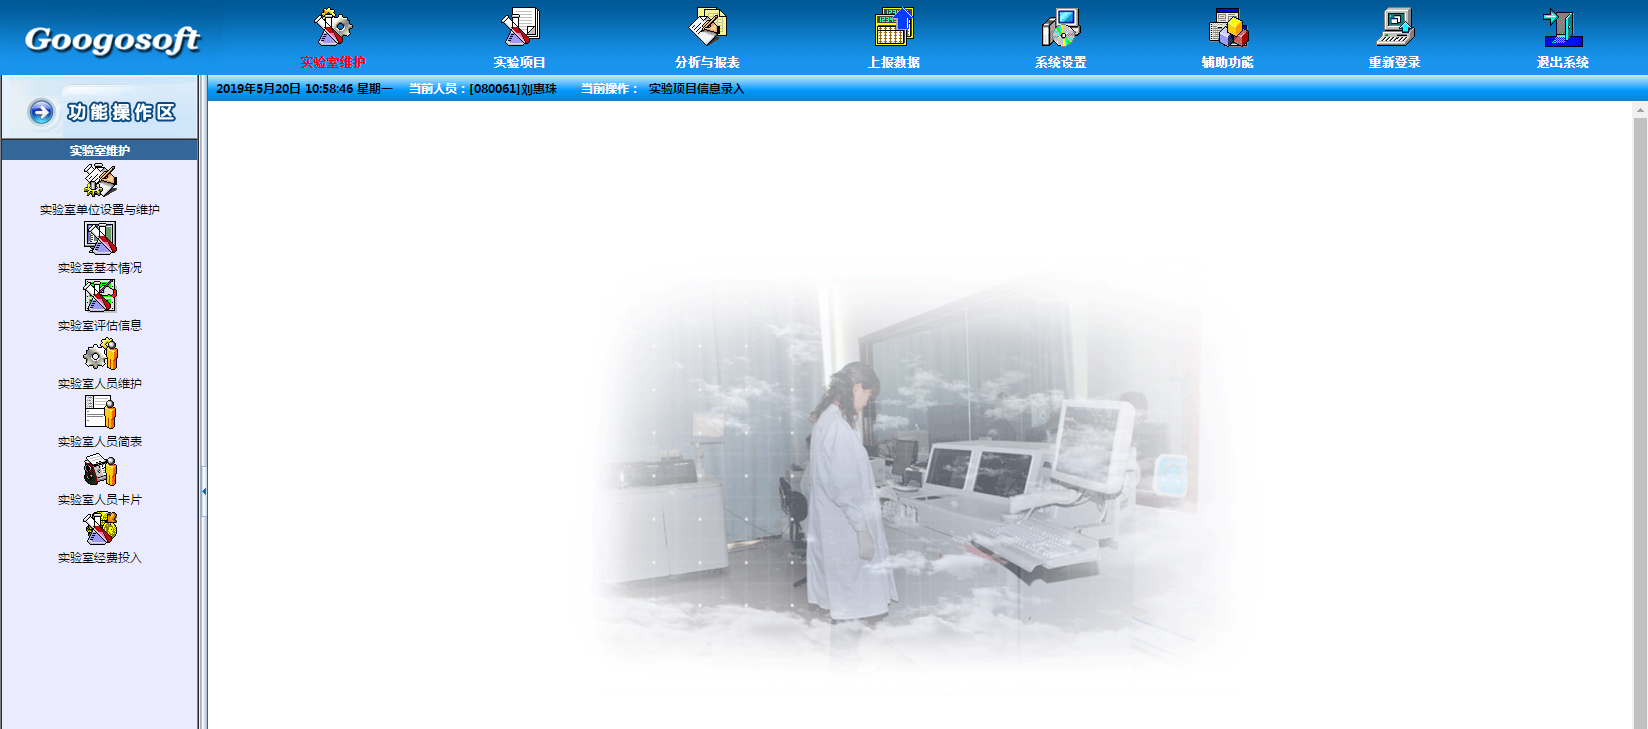 Googosoft
实验室维护
实验项目
分析与报表
上报数据
系统设置
辅助功能
重新登录
退出系统
2019年5月20日 10:58:46 星期一 当前人员：[080061]刘惠珠 当前操作： 实验项目信息录入
功能操作区
实验室维护
实验室单位设置与维护
实验室基本情况
实验室评估信息
实验室人员维护
实验室人员简表
实验室人员卡片
实验室经费投入